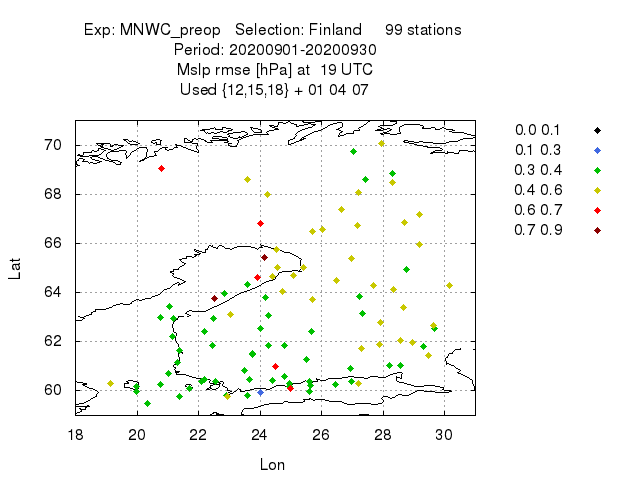 Exp: MNWC_preop   Selection: Finland     99 stations
Period: 20200901-20200930
Mslp rmse [hPa] at  19 UTC
Used {12,15,18} + 01 04 07
0.0 0.1
0.1 0.3
0.3 0.4
0.4 0.6
0.6 0.7
0.7 0.9
70
68
66
64
62
60
Lat
18 20 22 24 26 28 30
Lon